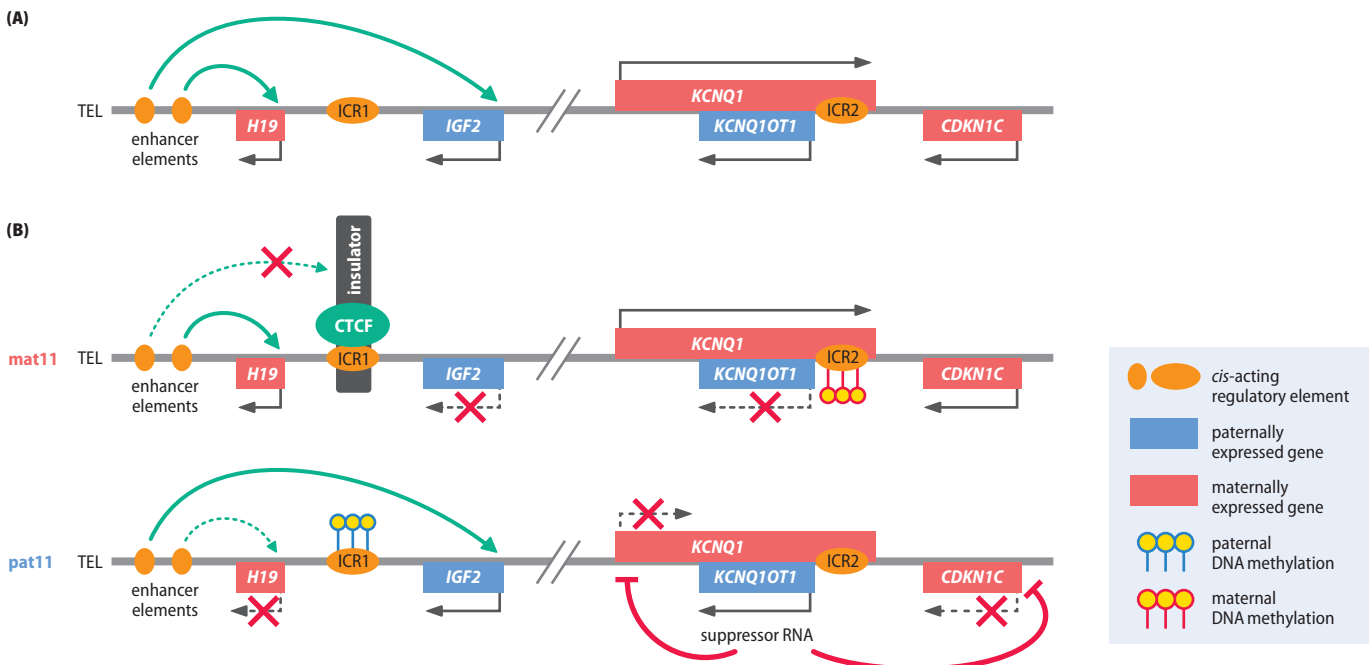 (A)
TEL
enhancer
elements
H19
ICR1
IGF2
KCNQ1
KCNQ1OT1
ICR2
CDKN1C
(B)
mat11
TEL
enhancer
elements
H19
insulator
CTCF
ICR1
IGF2
KCNQ1
KCNQ1OT1
ICR2
CDKN1C
pat11
TEL
enhancer
elements
H19
ICR1
IGF2
KCNQ1
KCNQ1OT1
ICR2
CDKN1C
suppressor RNA
cis-acting
regulatory element
paternally
expressed gene
maternally
expressed gene
paternal
DNA methylation
maternal
DNA methylation